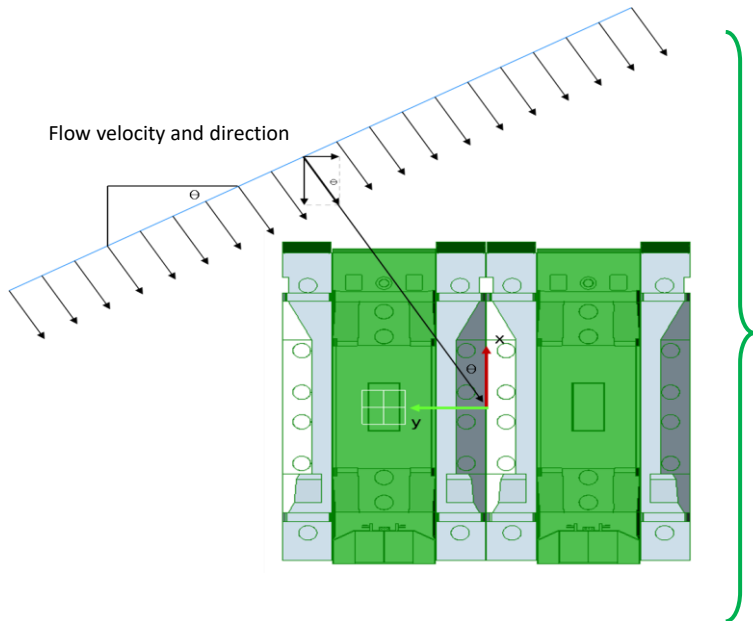 Flow velocity and direction
Θ
Θ
Θ
x
y